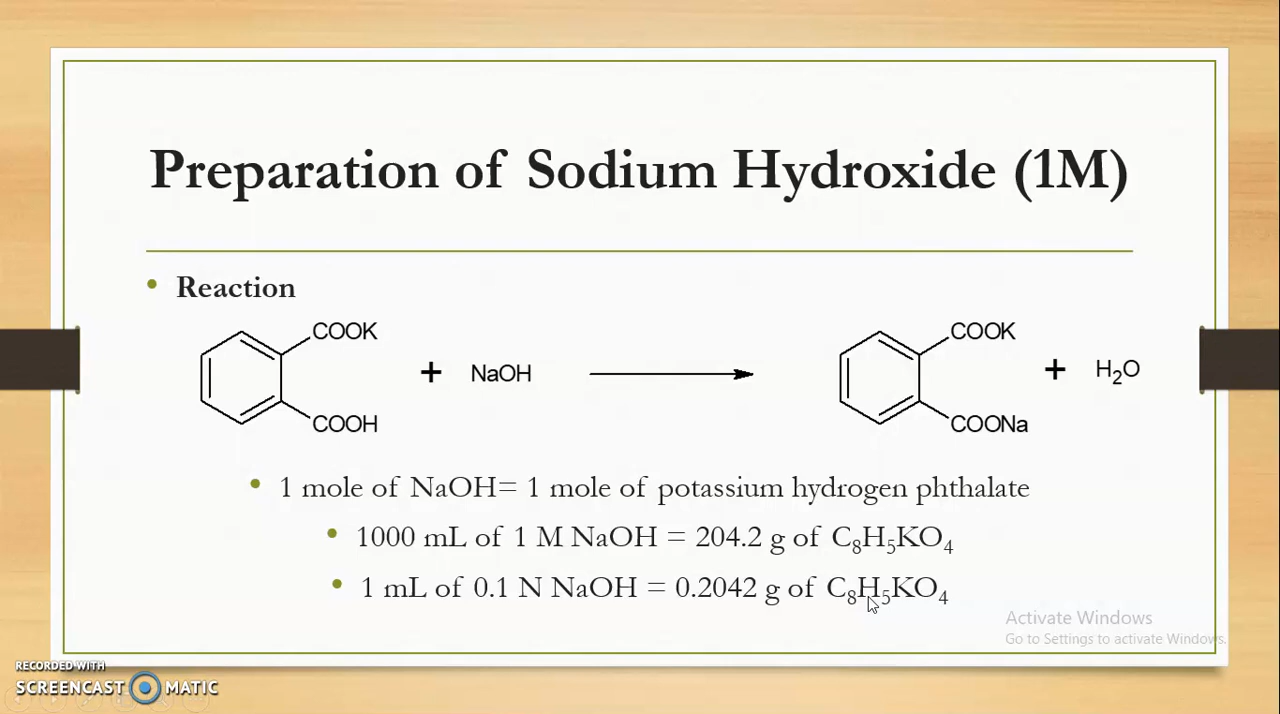 Preparation of Sodium Hydroxide (1M)
• Reaction
COOK
COOH
+ NaOH
COOK
COONa
+ H₂O
• 1 mole of NaOH= 1 mole of potassium hydrogen phthalate
• 1000 mL of 1 M NaOH = 204.2 g of C₈H₅KO₄
• 1 mL of 0.1 N NaOH = 0.2042 g of C₈H₅KO₄
Activate Windows
Go to Settings to activate Windows.
RECORDED WITH
SCREENCAST MATIC